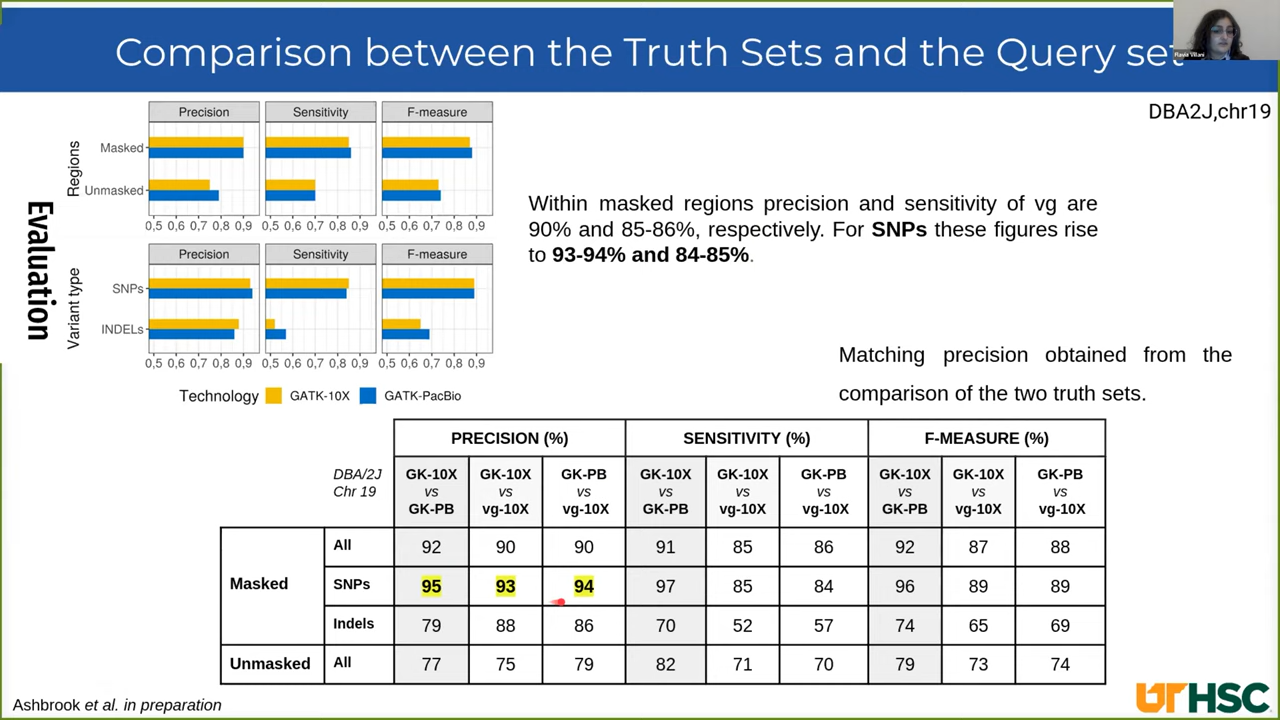 Comparison between the Truth Sets and the Query set
Flavia Villani
DBA2J,chr19
Evaluation
Regions
Precision Sensitivity F-measure
Masked
Unmasked
0,5 0,6 0,7 0,8 0,9 0,5 0,6 0,7 0,8 0,9 0,5 0,6 0,7 0,8 0,9
Variant type
Precision Sensitivity F-measure
SNPs
INDELs
0,5 0,6 0,7 0,8 0,9 0,5 0,6 0,7 0,8 0,9 0,5 0,6 0,7 0,8 0,9
Technology GATK-10X GATK-PacBio
Within masked regions precision and sensitivity of vg are
90% and 85-86%, respectively. For SNPs these figures rise
to 93-94% and 84-85%.
Matching precision obtained from the
comparison of the two truth sets.
PRECISION (%) SENSITIVITY (%) F-MEASURE (%)
DBA/2J GK-10X GK-10X GK-PB GK-10X GK-10X GK-PB GK-10X GK-10X GK-PB
Chr 19 vs vs vs vs vs vs vs vs vs
GK-PB vg-10X vg-10X GK-PB vg-10X vg-10X GK-PB vg-10X vg-10X
Masked
All 92 90 90 91 85 86 92 87 88
SNPs 95 93 94 97 85 84 96 89 89
Indels 79 88 86 70 52 57 74 65 69
Unmasked All 77 75 79 82 71 70 79 73 74
Ashbrook et al. in preparation
UTHSC